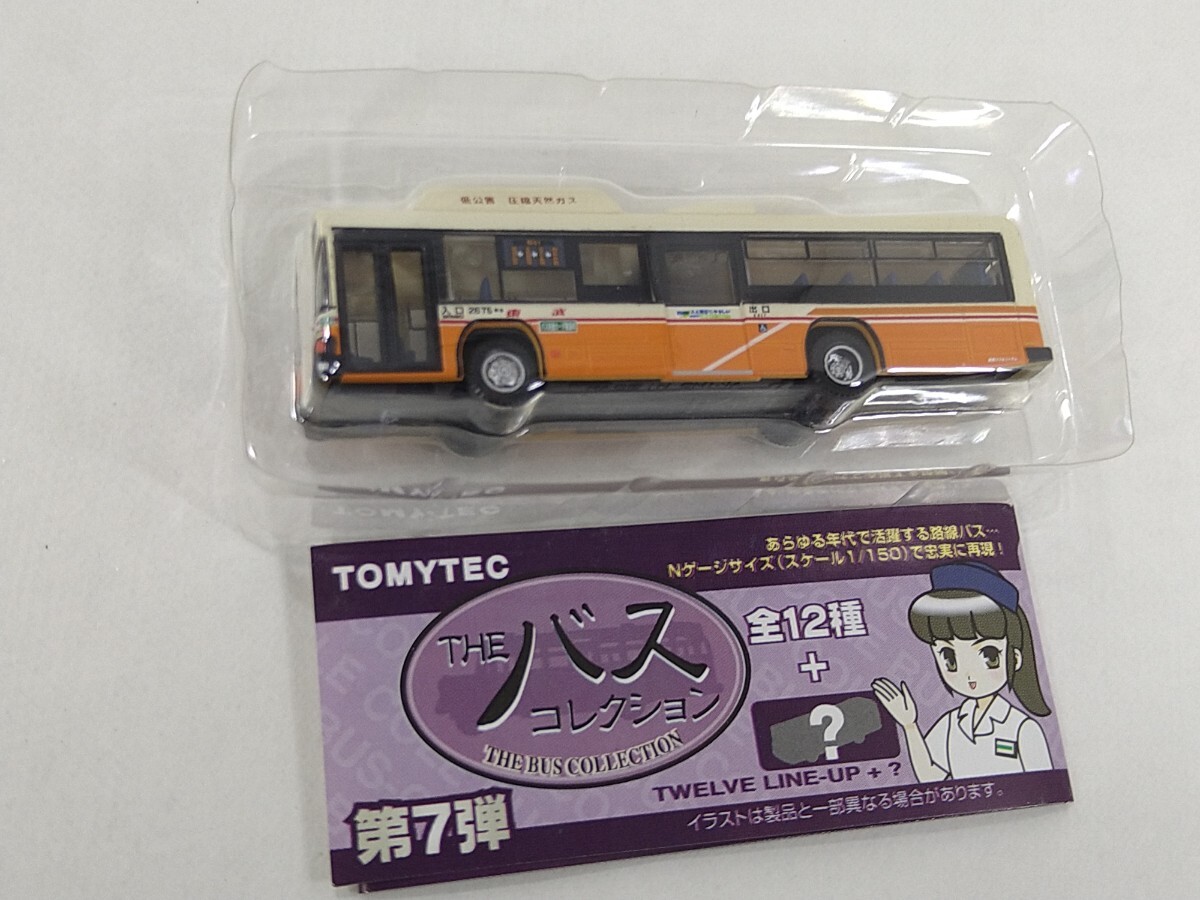 低公害 圧縮天然ガス
入口
2675
東武
出口
TOMYTEC
あらゆる年代で活躍する路線バス…
Nゲージサイズ(スケール1/150)で忠実に再現!
THE バス
コレクション
THE BUS COLLECTION
全12種
+
?
TWELVE LINE-UP + ?
第7弾
イラストは製品と一部異なる場合があります。